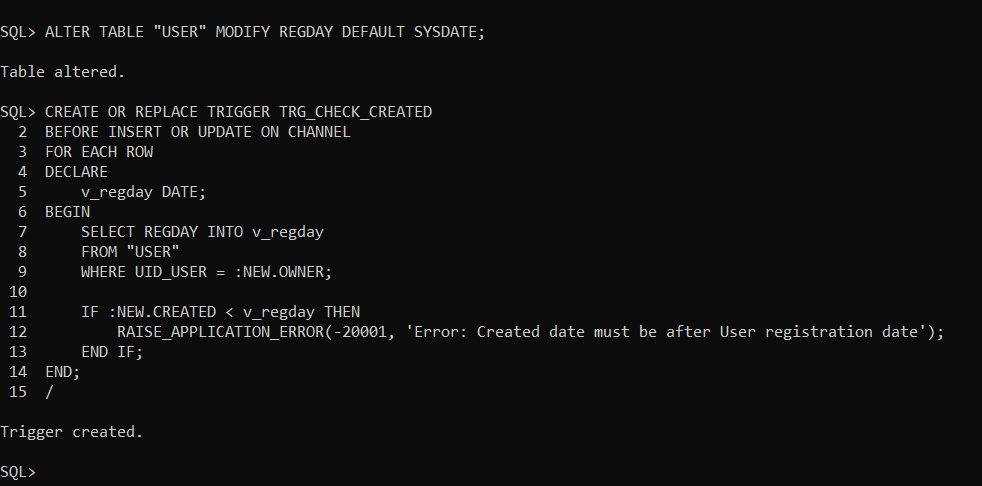 SQL> ALTER TABLE "USER" MODIFY REGDAY DEFAULT SYSDATE;
Table altered.
SQL> CREATE OR REPLACE TRIGGER TRG_CHECK_CREATED
  2  BEFORE INSERT OR UPDATE ON CHANNEL
  3  FOR EACH ROW
  4  DECLARE
  5      v_regday DATE;
  6  BEGIN
  7      SELECT REGDAY INTO v_regday
  8      FROM "USER"
  9      WHERE UID_USER = :NEW.OWNER;
 10
 11      IF :NEW.CREATED < v_regday THEN
 12          RAISE_APPLICATION_ERROR(-20001, 'Error: Created date must be after User registration date');
 13      END IF;
 14  END;
 15  /
Trigger created.
SQL>